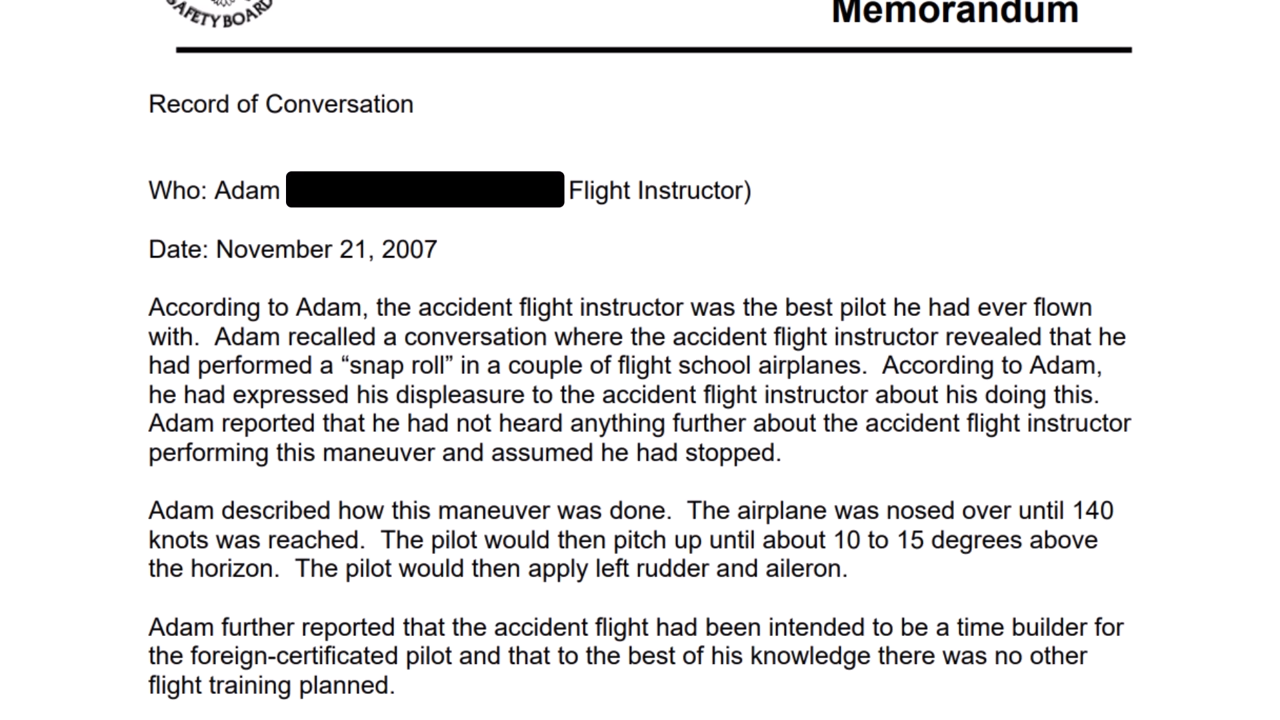 SAFETY BOARD
Memorandum
Record of Conversation
Who: Adam Flight Instructor)
Date: November 21, 2007
According to Adam, the accident flight instructor was the best pilot he had ever flown
with.  Adam recalled a conversation where the accident flight instructor revealed that he
had performed a “snap roll” in a couple of flight school airplanes.  According to Adam,
he had expressed his displeasure to the accident flight instructor about his doing this.
Adam reported that he had not heard anything further about the accident flight instructor
performing this maneuver and assumed he had stopped.
Adam described how this maneuver was done.  The airplane was nosed over until 140
knots was reached.  The pilot would then pitch up until about 10 to 15 degrees above
the horizon.  The pilot would then apply left rudder and aileron.
Adam further reported that the accident flight had been intended to be a time builder for
the foreign-certificated pilot and that to the best of his knowledge there was no other
flight training planned.